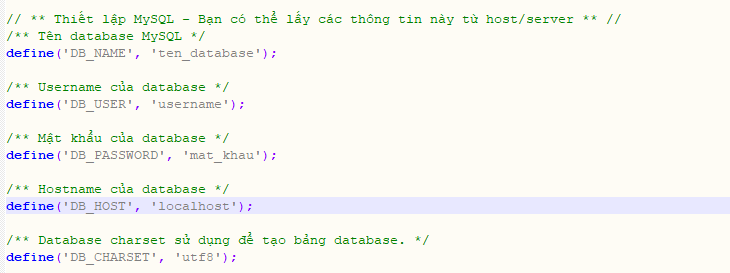 // ** Thiết lập MySQL – Bạn có thể lấy các thông tin này từ host/server ** //
/** Tên database MySQL */
define('DB_NAME', 'ten_database');
/** Username của database */
define('DB_USER', 'username');
/** Mật khẩu của database */
define('DB_PASSWORD', 'mat_khau');
/** Hostname của database */
define('DB_HOST', 'localhost');
/** Database charset sử dụng để tạo bảng database. */
define('DB_CHARSET', 'utf8');